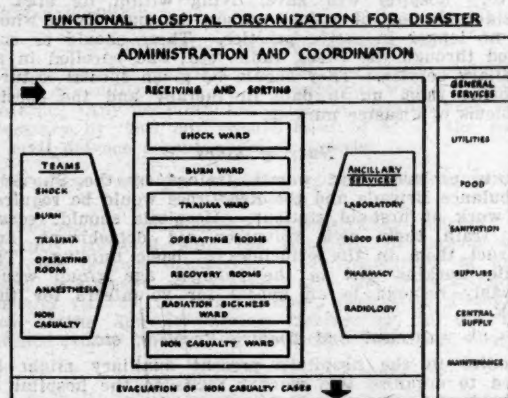 FUNCTIONAL HOSPITAL ORGANIZATION FOR DISASTER
ADMINISTRATION AND COORDINATION
RECEIVING AND SORTING
TEAMS
SHOCK
BURN
TRAUMA
OPERATING
ROOM
ANAESTHESIA
NON
CASUALTY
SHOCK WARD
BURN WARD
TRAUMA WARD
OPERATING ROOMS
RECOVERY ROOMS
RADIATION SICKNESS
WARD
NON CASUALTY WARD
ANCILLARY
SERVICES
LABORATORY
BLOOD BANK
PHARMACY
RADIOLOGY
EVACUATION OF NON CASUALTY CASES
GENERAL
SERVICES
UTILITIES
FOOD
SANITATION
SUPPLIES
CENTRAL
SUPPLY
MAINTENANCE